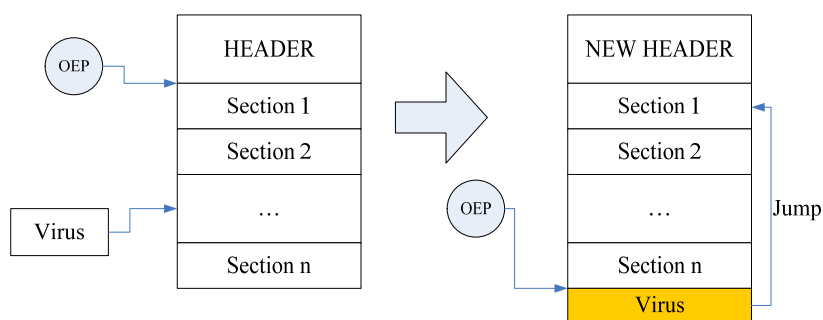 HEADER
OEP
Section 1
Section 2
...
Virus
Section n
NEW HEADER
Section 1
Section 2
OEP
...
Jump
Section n
Virus